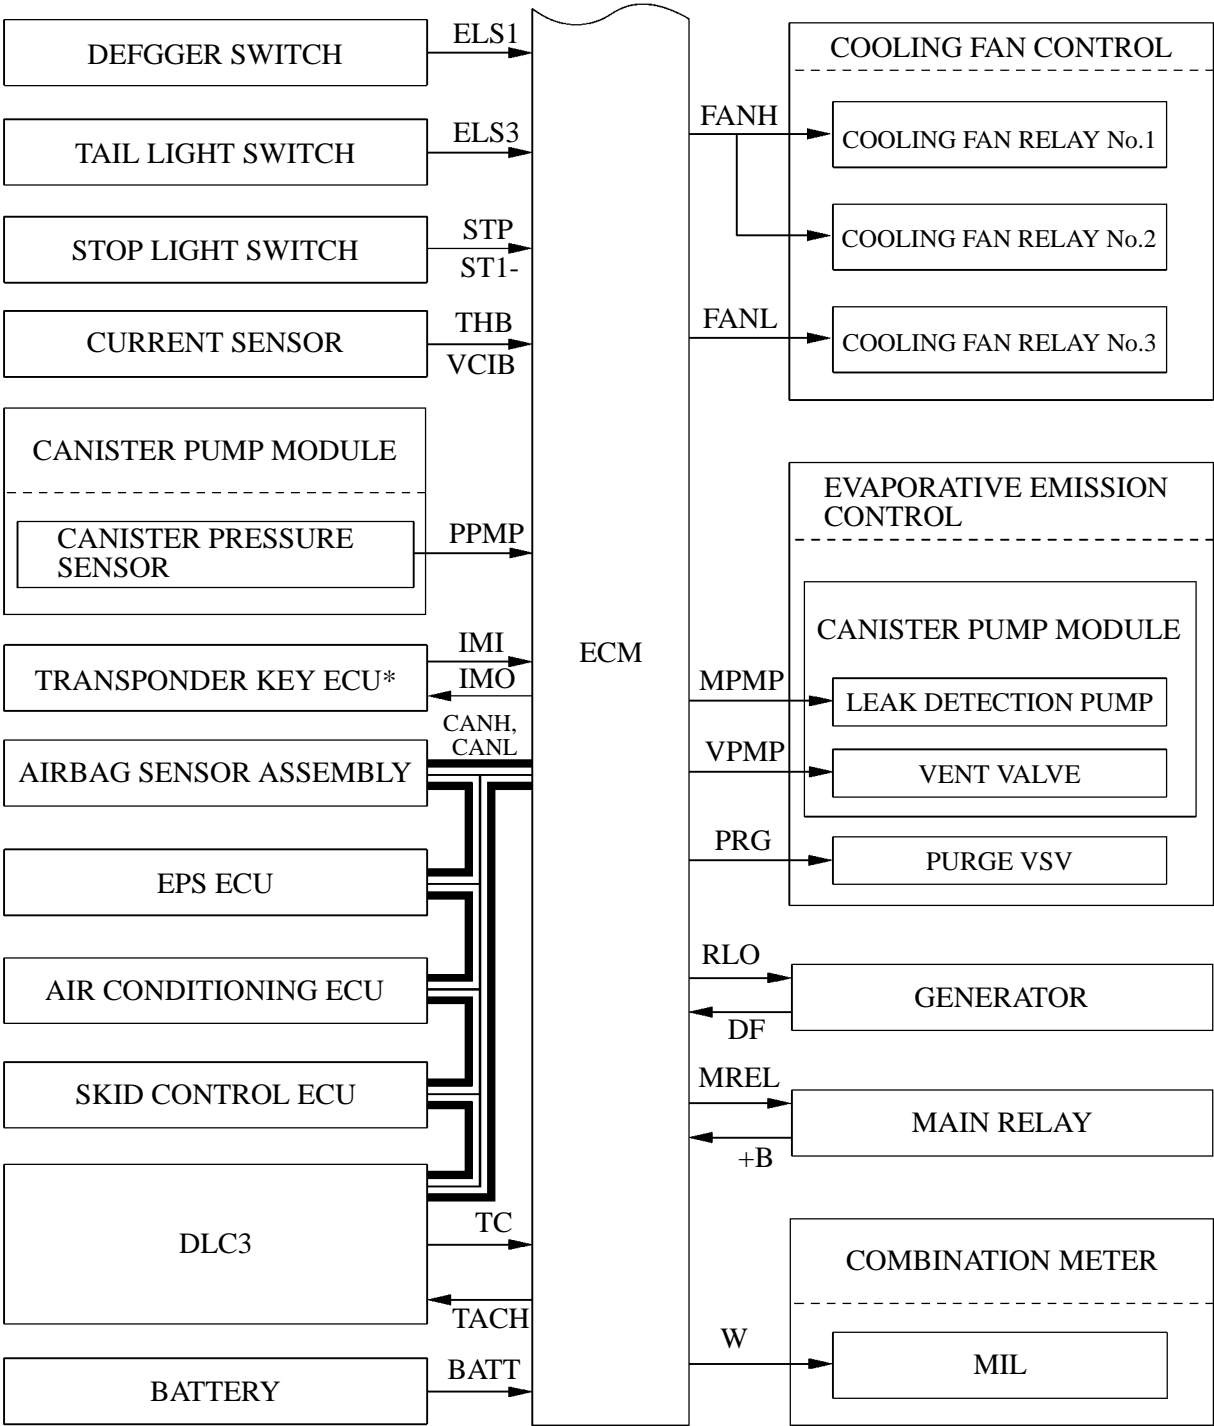 DEFGGER SWITCH
ELS1
TAIL LIGHT SWITCH
ELS3
STOP LIGHT SWITCH
STP
ST1-
CURRENT SENSOR
THB
VCIB
CANISTER PUMP MODULE
CANISTER PRESSURE
SENSOR
PPMP
TRANSPONDER KEY ECU*
IMI
IMO
CANH,
CANL
AIRBAG SENSOR ASSEMBLY
EPS ECU
AIR CONDITIONING ECU
SKID CONTROL ECU
DLC3
TC
TACH
BATTERY
BATT
ECM
COOLING FAN CONTROL
FANH
COOLING FAN RELAY No.1
COOLING FAN RELAY No.2
FANL
COOLING FAN RELAY No.3
EVAPORATIVE EMISSION
CONTROL
CANISTER PUMP MODULE
MPMP
LEAK DETECTION PUMP
VPMP
VENT VALVE
PRG
PURGE VSV
RLO
GENERATOR
DF
MREL
MAIN RELAY
+B
COMBINATION METER
W
MIL